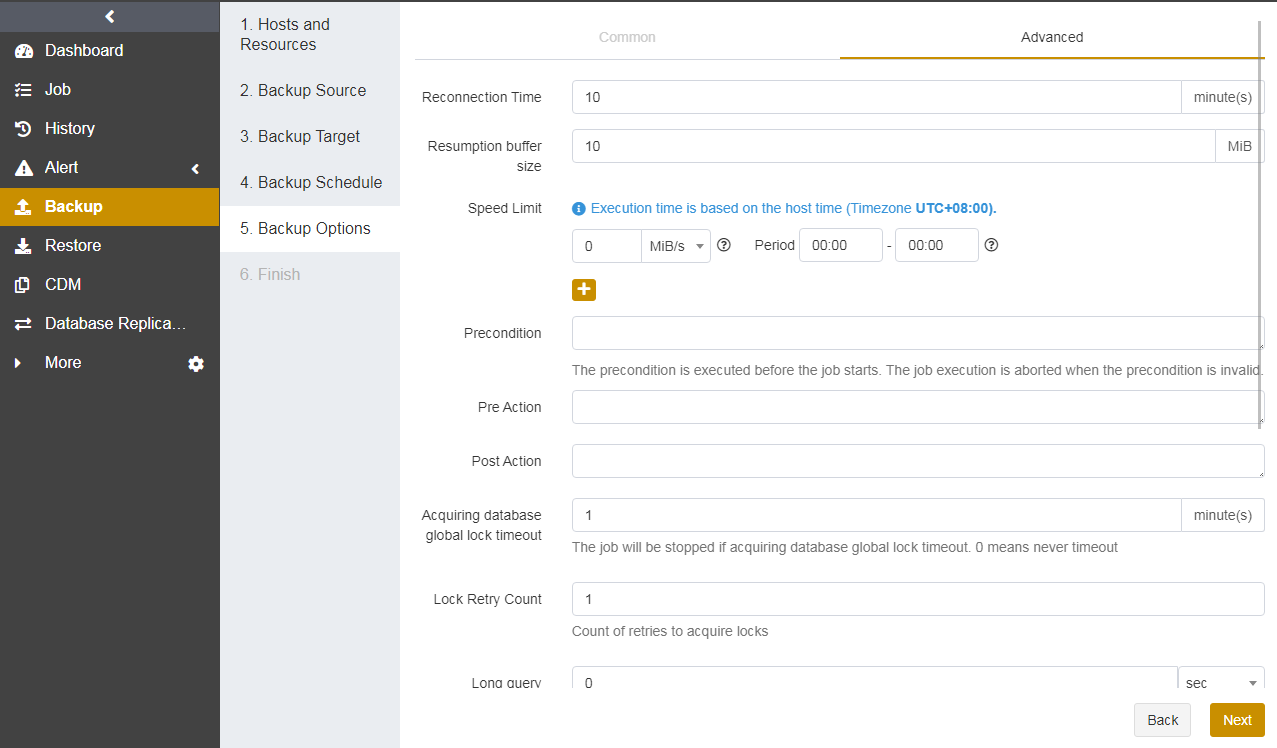 Dashboard
Job
History
Alert
Backup
Restore
CDM
Database Replica...
More
1. Hosts and
Resources
2. Backup Source
3. Backup Target
4. Backup Schedule
5. Backup Options
6. Finish
Common
Advanced
Reconnection Time
10
minute(s)
Resumption buffer
size
10
MiB
Speed Limit
Execution time is based on the host time (Timezone UTC+08:00).
0
MiB/s
Period
00:00
-
00:00
Precondition
The precondition is executed before the job starts. The job execution is aborted when the precondition is invalid.
Pre Action
Post Action
Acquiring database
global lock timeout
1
minute(s)
The job will be stopped if acquiring database global lock timeout. 0 means never timeout
Lock Retry Count
1
Count of retries to acquire locks
Long query
0
sec
Back
Next